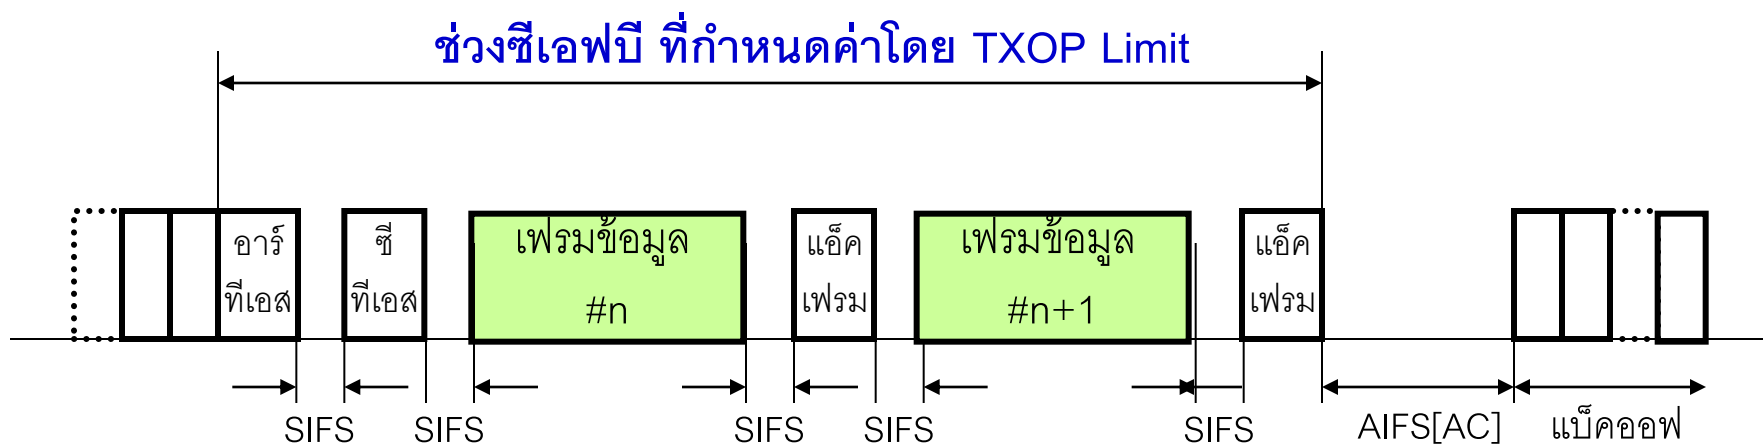 ช่วงซีเอฟบี ที่กำหนดค่าโดย TXOP Limit
อาร์
ทีเอส
ซี
ทีเอส
เฟรมข้อมูล
#n
แอ็ค
เฟรม
เฟรมข้อมูล
#n+1
แอ็ค
เฟรม
SIFS
SIFS
SIFS
SIFS
SIFS
AIFS[AC]
แบ็คออฟ